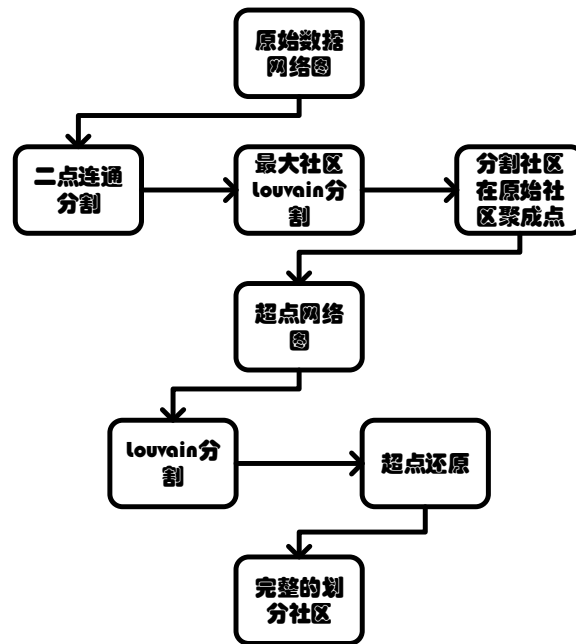 原始数据
网络图
二点连通
分割
最大社区
Louvain分
割
分割社区
在原始社
区聚成点
超点网络
图
Louvain分
割
超点还原
完整的划
分社区